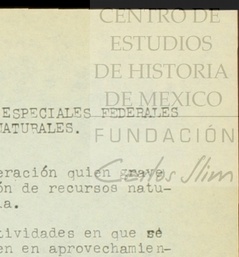 CENTRO DE
ESTUDIOS
DE HISTORIA
DE MEXICO
FUNDACIÓN
Carlos Slim
ESPECIALES FEDERALES
NATURALES.
eración quien grave
ón de recursos natu-
a.
tividades en que se
en en aprovechamien-